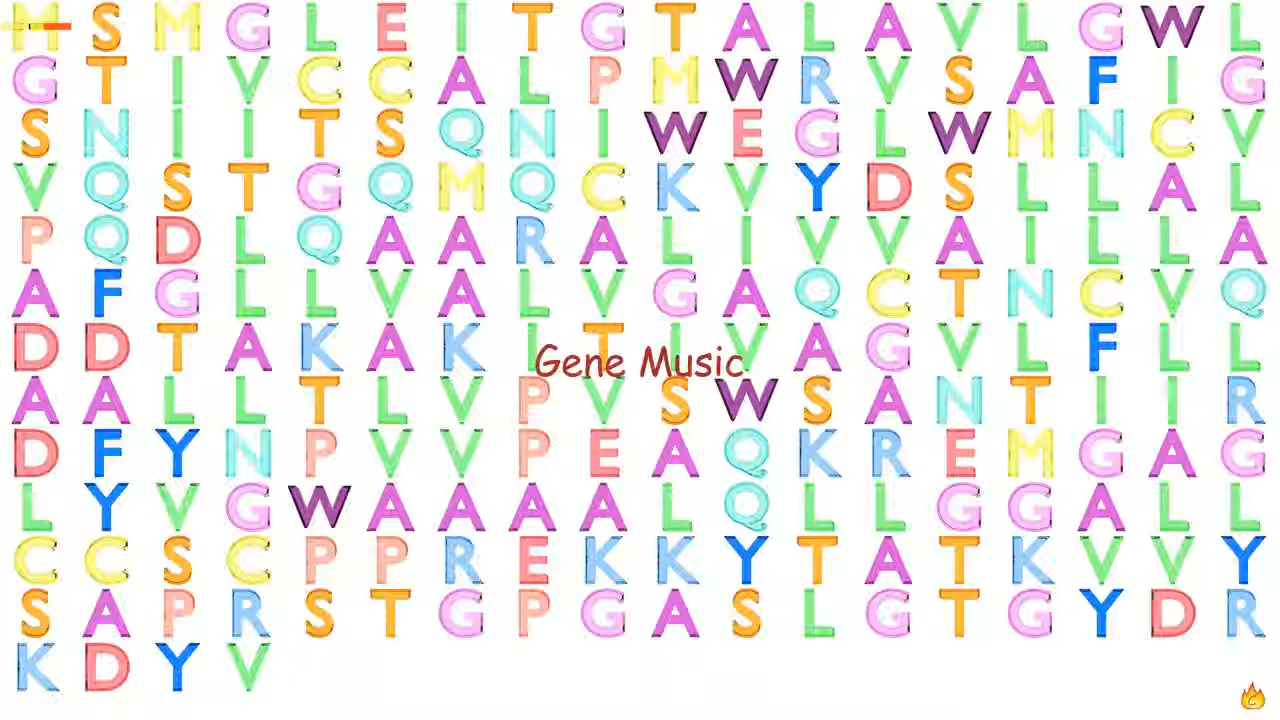 M S M G L E I T G T A L A V L G W L
G T I V C C A L P M W R V S A F I G
S N I I T S Q N I W E G L W M N C V
V Q S T G Q M Q C K V Y D S L L A L
P Q D L Q A A R A L I V V A I L L A
A F G L L V A L V G A Q C T N C V Q
D D T A K A K I T I V A G V L F L L
Gene Music
A A L L T L V P V S W S A N T I I R
D F Y N P V V P E A Q K R E M G A G
L Y V G W A A A A L Q L L G G A L L
C C S C P P R E K K Y T A T K V V Y
S A P R S T G P G A S L G T G Y D R
K D Y V